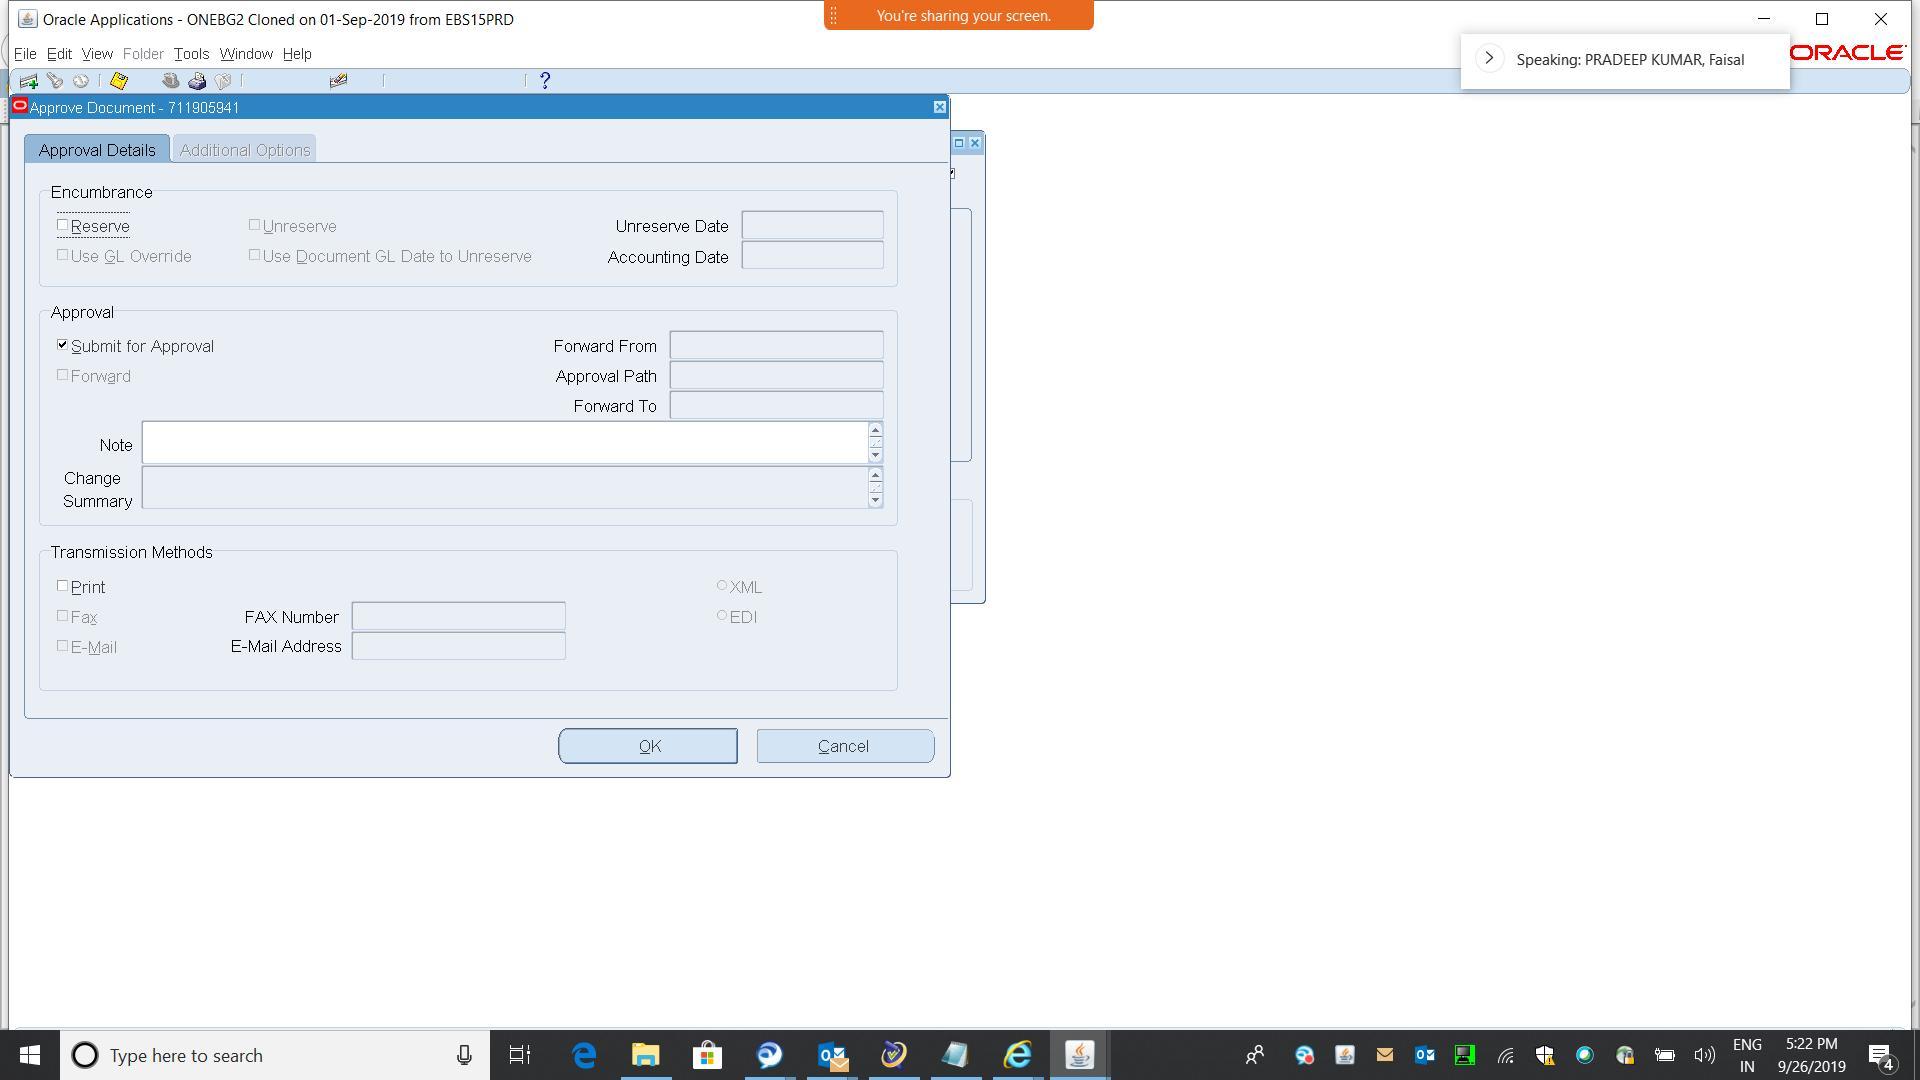 Oracle Applications - ONEBG2 Cloned on 01-Sep-2019 from EBS15PRD
You're sharing your screen.
File Edit View Folder Tools Window Help
Speaking: PRADEEP KUMAR, Faisal
ORACLE
?
Approve Document - 711905941
Approval Details
Additional Options
Encumbrance
Reserve
Unreserve
Unreserve Date
Use GL Override
Use Document GL Date to Unreserve
Accounting Date
Approval
Submit for Approval
Forward From
Forward
Approval Path
Forward To
Note
Change
Summary
Transmission Methods
Print
XML
Fax
FAX Number
EDI
E-Mail
E-Mail Address
OK
Cancel
Type here to search
ENG
IN
5:22 PM
9/26/2019
4